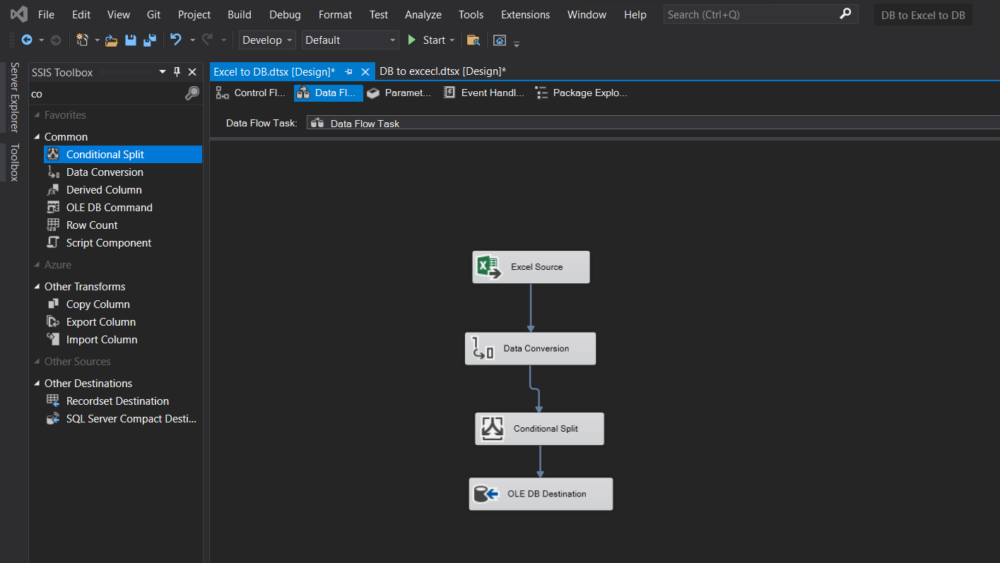 File Edit View Git Project Build Debug Format Test Analyze Tools Extensions Window Help Search (Ctrl+Q) DB to Excel to DB
Develop Default Start
Server Explorer
Toolbox
SSIS Toolbox
co
Favorites
Common
Conditional Split
Data Conversion
Derived Column
OLE DB Command
Row Count
Script Component
Azure
Other Transforms
Copy Column
Export Column
Import Column
Other Sources
Other Destinations
Recordset Destination
SQL Server Compact Desti...
Excel to DB.dtsx [Design]* DB to excecl.dtsx [Design]*
Control Fl... Data Fl... Paramet... Event Handl... Package Explo...
Data Flow Task: Data Flow Task
Excel Source
Data Conversion
Conditional Split
OLE DB Destination